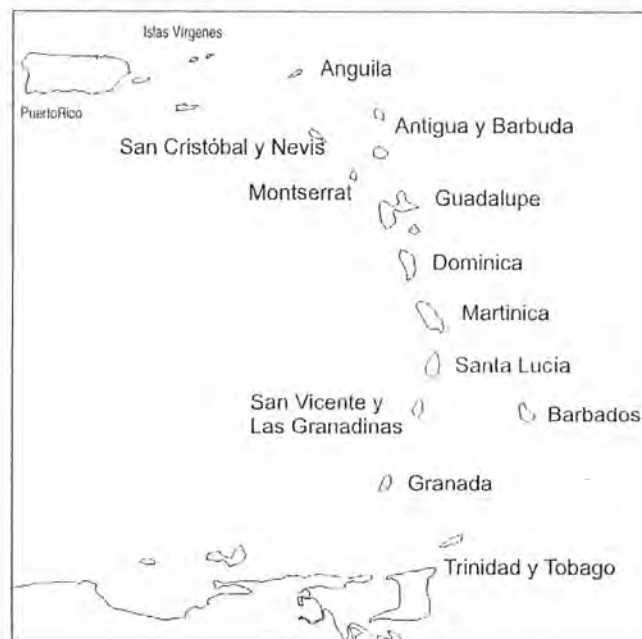 Islas Vírgenes
Anguila
PuertoRico
Antigua y Barbuda
San Cristóbal y Nevis
Montserrat
Guadalupe
Dominica
Martinica
Santa Lucia
San Vicente y
Las Granadinas
Barbados
Granada
Trinidad y Tobago